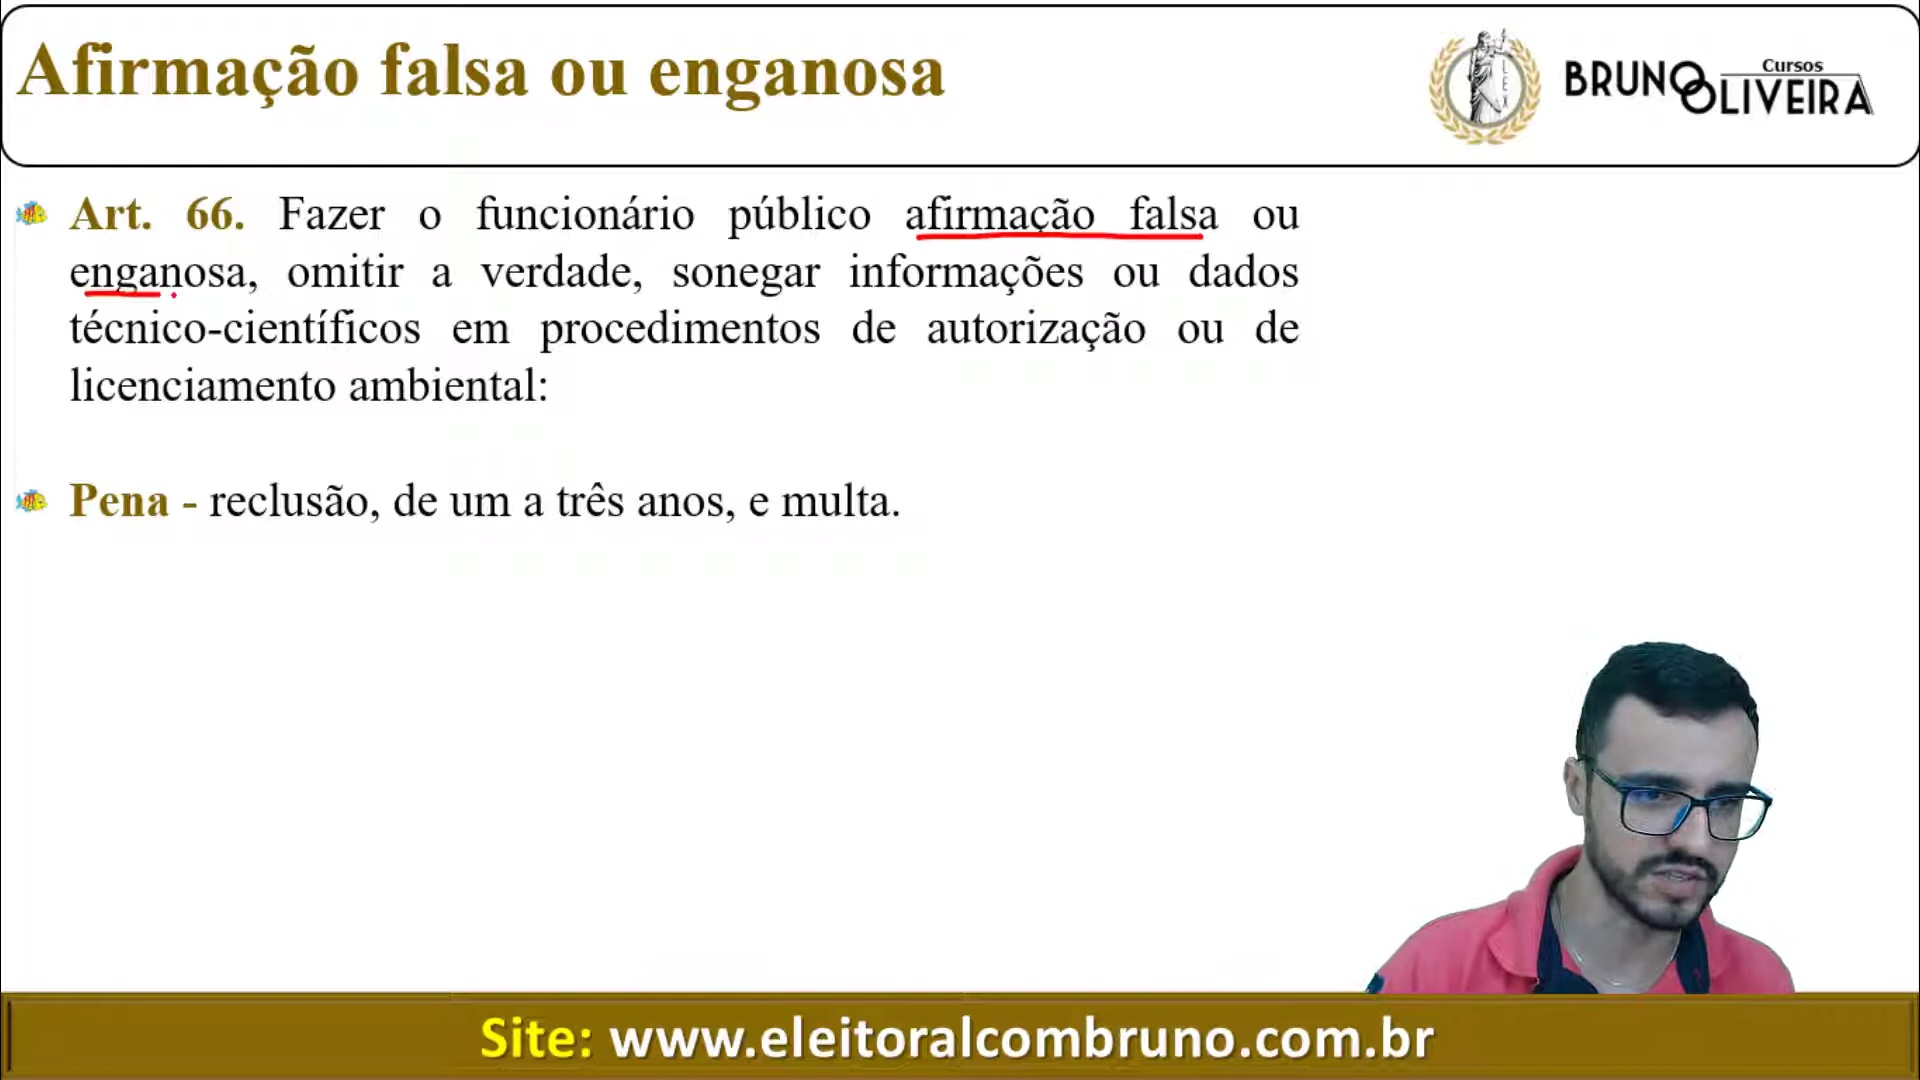 Afirmação falsa ou enganosa
Cursos
BRUNO OLIVEIRA
LEX
Art. 66. Fazer o funcionário público afirmação falsa ou
enganosa, omitir a verdade, sonegar informações ou dados
técnico-científicos em procedimentos de autorização ou de
licenciamento ambiental:
Pena - reclusão, de um a três anos, e multa.
Site: www.eleitoralcombruno.com.br